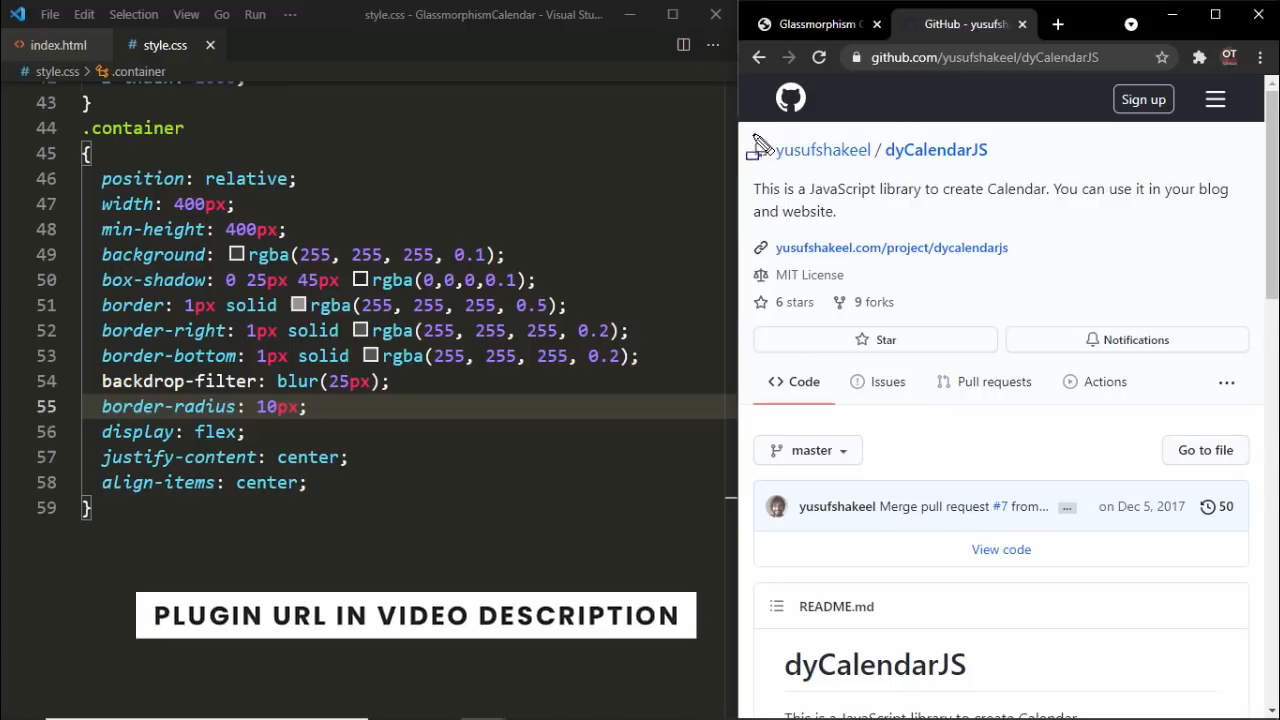 File Edit Selection View Go Run ··· style.css - GlassmorphismCalendar - Visual Stu...
index.html style.css
style.css > .container
43 }
44 .container
45 {
46 position: relative;
47 width: 400px;
48 min-height: 400px;
49 background: rgba(255, 255, 255, 0.1);
50 box-shadow: 0 25px 45px rgba(0,0,0,0.1);
51 border: 1px solid rgba(255, 255, 255, 0.5);
52 border-right: 1px solid rgba(255, 255, 255, 0.2);
53 border-bottom: 1px solid rgba(255, 255, 255, 0.2);
54 backdrop-filter: blur(25px);
55 border-radius: 10px;
56 display: flex;
57 justify-content: center;
58 align-items: center;
59 }
PLUGIN URL IN VIDEO DESCRIPTION
Glassmorphism C GitHub - yusufsh
github.com/yusufshakeel/dyCalendarJS OT
Sign up
yusufshakeel / dyCalendarJS
This is a JavaScript library to create Calendar. You can use it in your blog
and website.
yusufshakeel.com/project/dycalendarjs
MIT License
6 stars 9 forks
Star Notifications
Code Issues Pull requests Actions ···
master Go to file
yusufshakeel Merge pull request #7 from... ... on Dec 5, 2017 50
View code
README.md
dyCalendarJS
This is a JavaScript library to create Calendar.